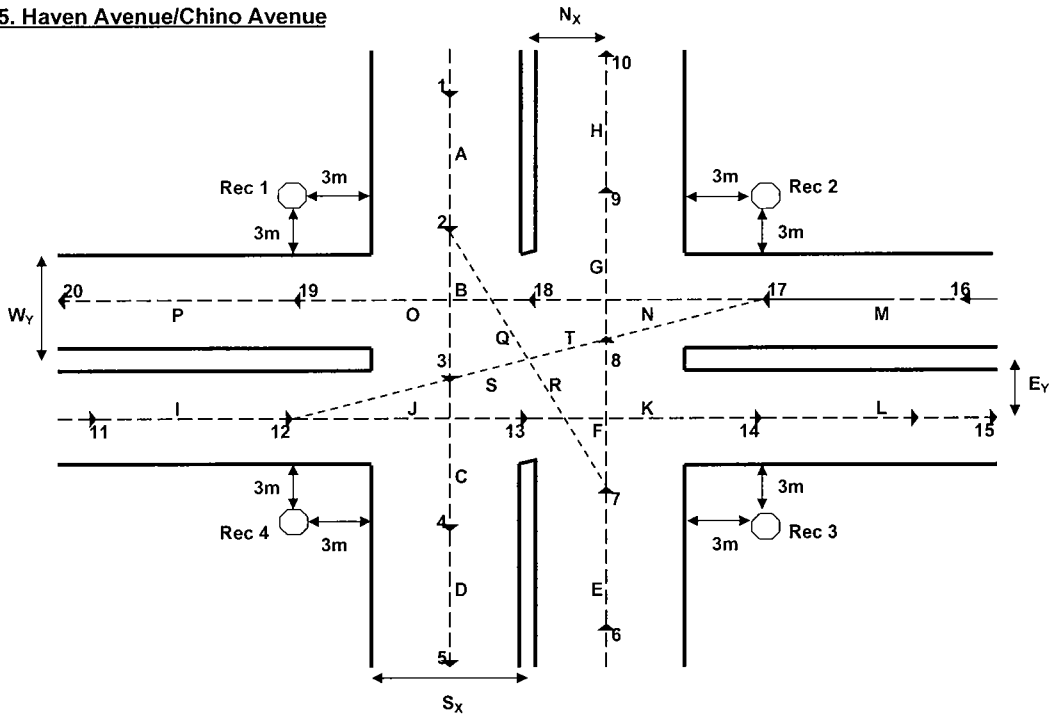 5. Haven Avenue/Chino Avenue
NX
1
10
A
H
Rec 1
3m
3m
Rec 2
9
3m
3m
2
G
WY
20
19
B
18
17
16
P
O
N
M
Q
T
3
8
S
R
EY
I
J
K
L
11
12
13
F
14
15
3m
C
3m
7
Rec 4
3m
4
3m
Rec 3
D
E
5
6
SX